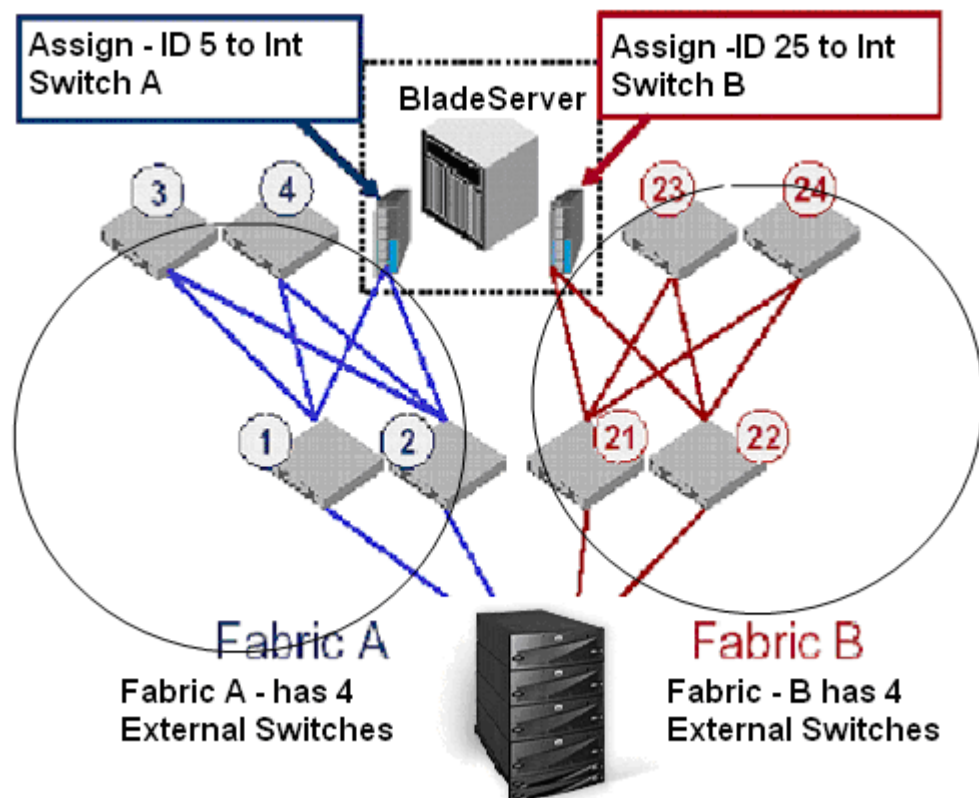 Assign - ID 5 to Int
Switch A
Assign -ID 25 to Int
Switch B
BladeServer
3
4
23
24
1
2
21
22
Fabric A
Fabric B
Fabric A - has 4
External Switches
Fabric - B has 4
External Switches